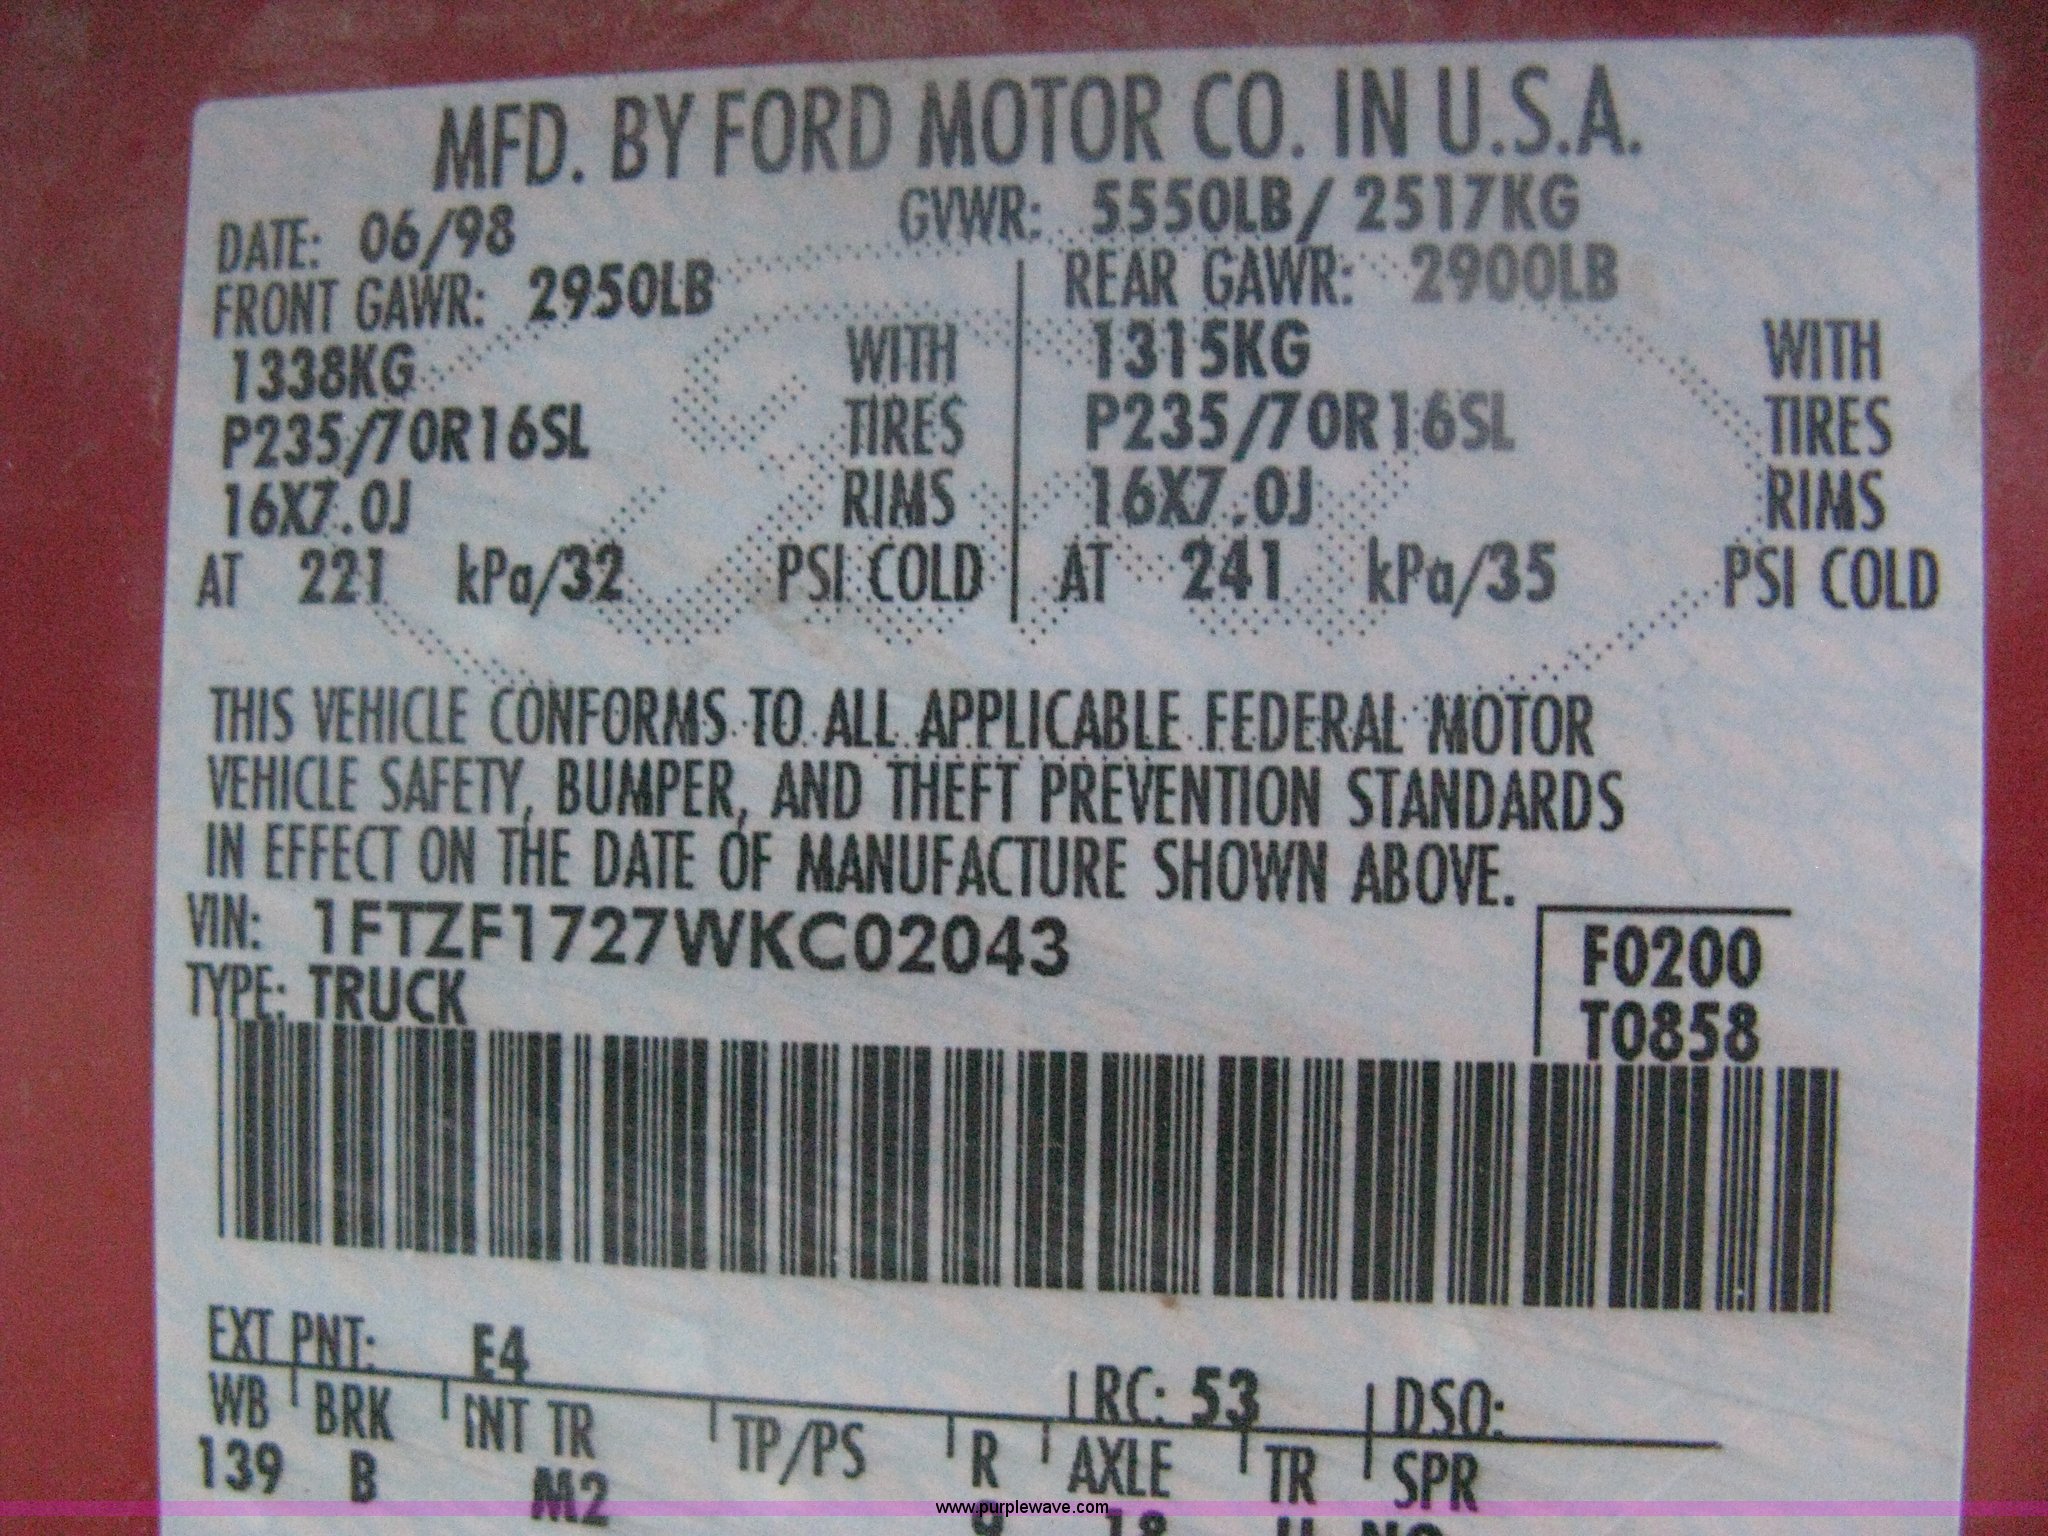 MFD. BY FORD MOTOR CO. IN U.S.A.
DATE: 06/98 GVWR: 5550LB/ 2517KG
FRONT GAWR: 2950LB REAR GAWR: 2900LB
1338KG WITH 1315KG WITH
P235/70R16SL TIRES P235/70R16SL TIRES
16X7.0J RIMS 16X7.0J RIMS
AT 221 kPa/32 PSI COLD AT 241 kPa/35 PSI COLD
THIS VEHICLE CONFORMS TO ALL APPLICABLE FEDERAL MOTOR
VEHICLE SAFETY, BUMPER, AND THEFT PREVENTION STANDARDS
IN EFFECT ON THE DATE OF MANUFACTURE SHOWN ABOVE.
VIN: 1FTZF1727WKC02043 F0200
TYPE: TRUCK T0858
EXT PNT: E4 RC: 53 DSO:
WB BRK INT TR TP/PS R AXLE TR SPR
139 B M2 18
www.purplewave.com